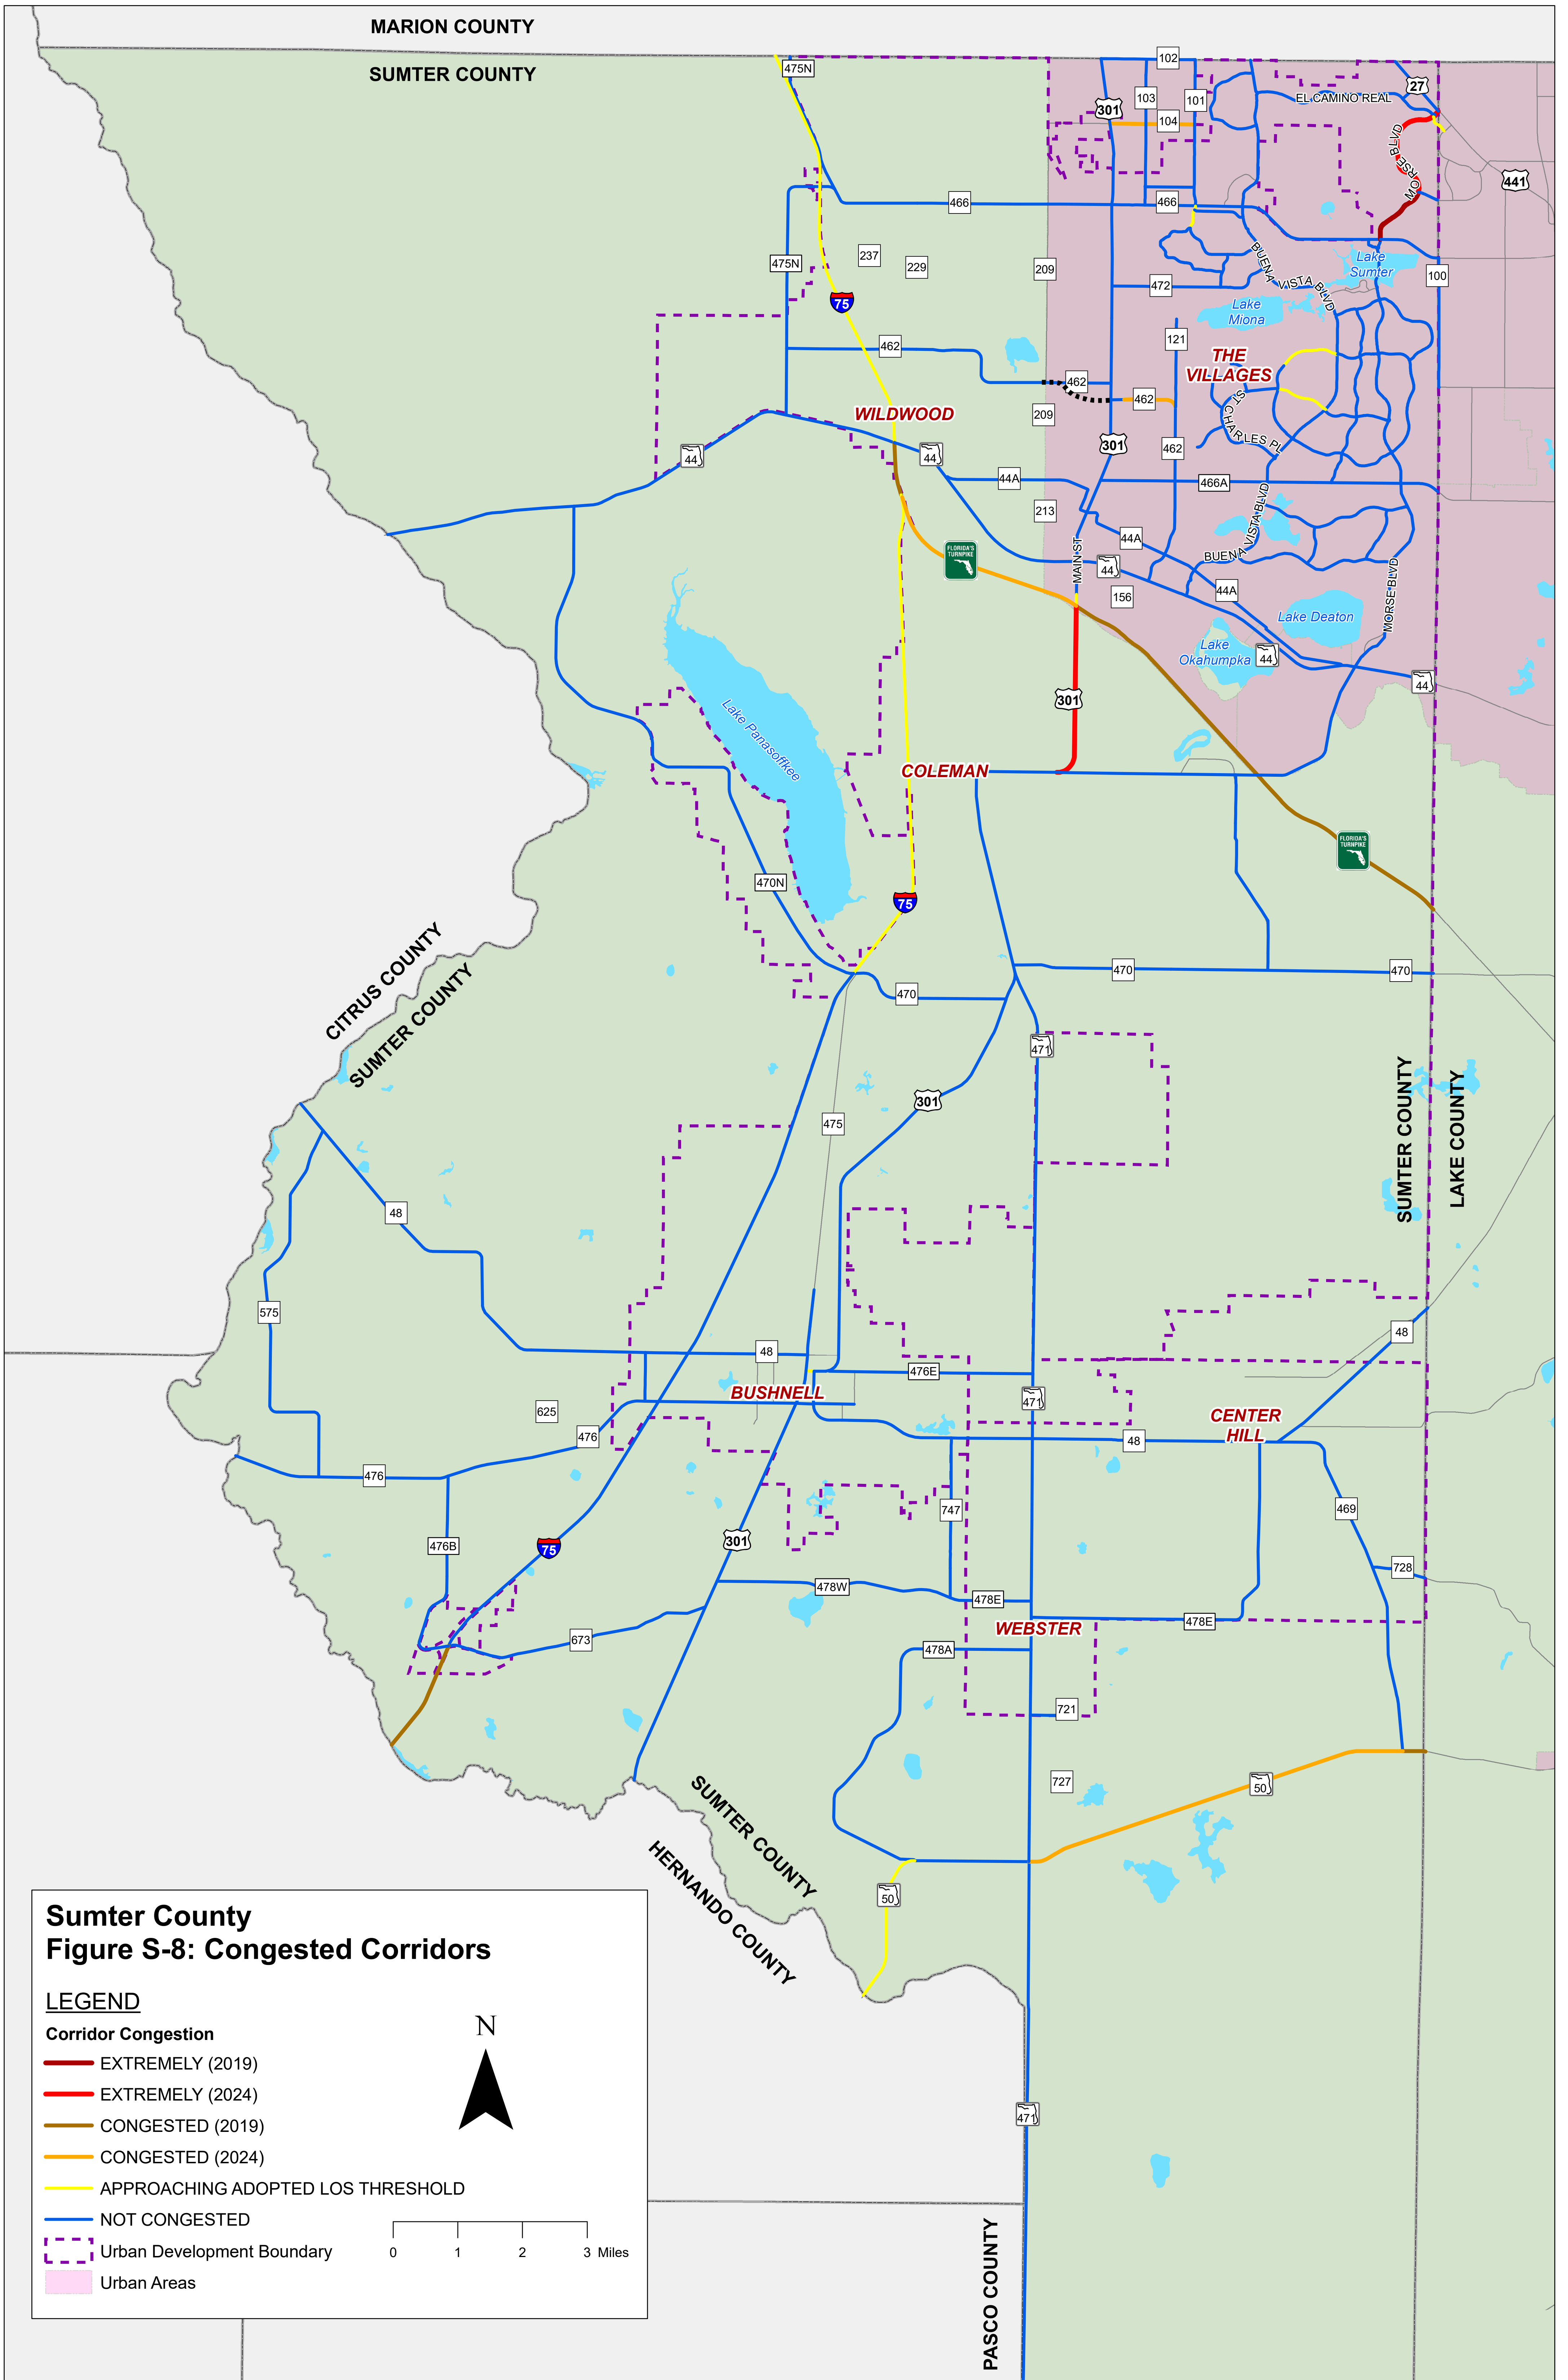 MARION COUNTY
SUMTER COUNTY
475N
102
27
103
101
EL CAMINO REAL
301
104
MORSE BLVD
441
466
466
237
229
209
475N
BUENA VISTA BLVD
Lake
Sumter
100
472
75
Lake
Miona
121
462
THE
VILLAGES
462
462
WILDWOOD
209
ST CHARLES PL
301
462
44
44
44A
466A
213
BUENA VISTA BLVD
44A
FLORIDA'S
TURNPIKE
MAIN ST
44
156
44A
MORSE BLVD
Lake Deaton
Lake
Okahumpka
44
44
301
Lake Panasoffkee
COLEMAN
FLORIDA'S
TURNPIKE
470N
75
CITRUS COUNTY
SUMTER COUNTY
470
470
470
471
301
475
SUMTER COUNTY
LAKE COUNTY
48
575
48
48
476E
BUSHNELL
471
625
476
CENTER
HILL
48
476
747
469
476B
75
301
728
478W
478E
478E
WEBSTER
673
478A
721
727
50
SUMTER COUNTY
HERNANDO COUNTY
50
471
PASCO COUNTY
Sumter County
Figure S-8: Congested Corridors
LEGEND
Corridor Congestion
N
EXTREMELY (2019)
EXTREMELY (2024)
CONGESTED (2019)
CONGESTED (2024)
APPROACHING ADOPTED LOS THRESHOLD
NOT CONGESTED
Urban Development Boundary
0 1 2 3 Miles
Urban Areas